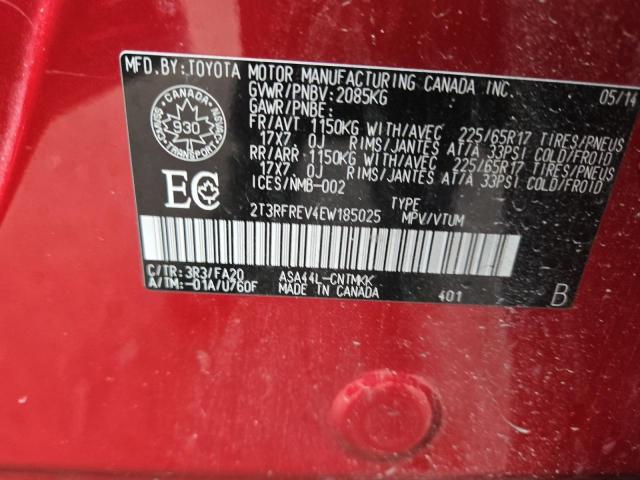 MFD.BY:TOYOTA MOTOR MANUFACTURING CANADA INC.
GVWR/PNBV:2085KG 05/14
GAWR/PNBE:
FR/AVT 1150KG WITH/AVEC 225/65R17 TIRES/PNEUS
17X7.0J RIMS/JANTES AT/A 33PSI COLD/FROID
RR/ARR 1150KG WITH/AVEC 225/65R17 TIRES/PNEUS
17X7.0J RIMS/JANTES AT/A 33PSI COLD/FROID
ICES/NMB-002
CANADA
930
CANADA
EC
TYPE
2T3RFREV4EW185025 MPV/VTUM
C/TR:3R3/FA20 ASA44L-CNTMKK
A/TM:-01A/U760F MADE IN CANADA 401 B